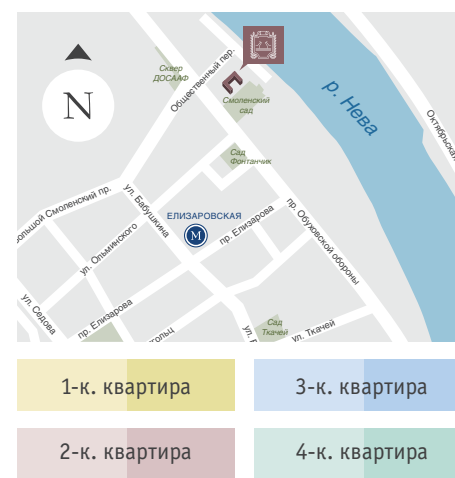 Сквер
ДОСААФ
Общественный пер.
Смоленский
сад
р. Нева
Октябрьская
N
Сад
Фонтанчик
Большой Смоленский пр.
ул. Бабушкина
ЕЛИЗАРОВСКАЯ
М
пр. Елизарова
пр. Обуховской обороны
ул. Ольминского
ул. Седова
пр. Елизарова
Сад
Ткачей
ул. Ткачей
1-к. квартира
3-к. квартира
2-к. квартира
4-к. квартира